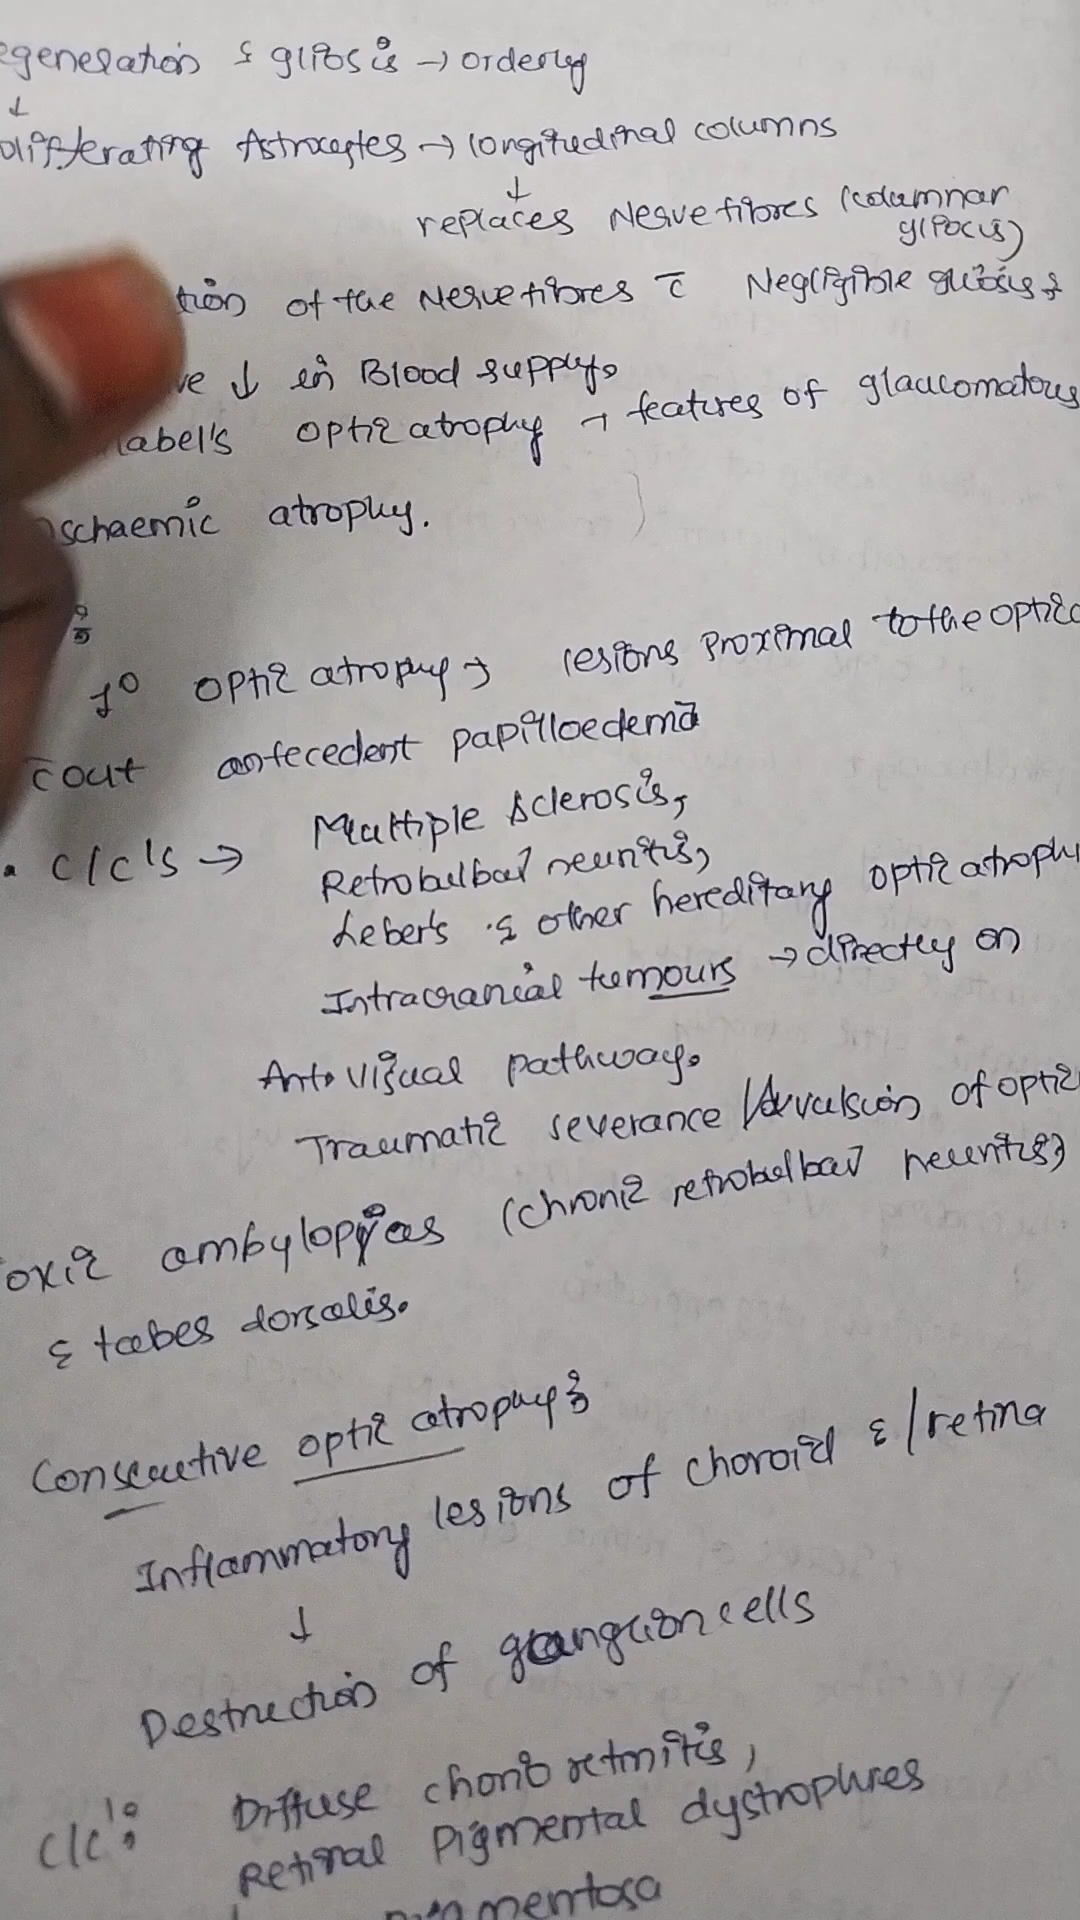 egeneration & gliosis → orderly
↓
oliferating Astrocytes → longitudinal columns
↓
replaces Nerve fibres (columnar
gliosis)
tion of the Nerve fibres c̄ Negligible gliosis &
ve ↓ in Blood supply.
label's optic atrophy → features of glaucomatous
schaemic atrophy.
1° optic atrophy → lesions proximal to the optic
c̄out antecedent papilloedema
• C/c's → Multiple sclerosis,
Retrobulbar neuritis,
Leber's & other hereditary optic atrophi
Intracranial tumours → directly on
Ant. visual pathway.
Traumatic severance / Avulsion of optic
oxic ambylopias (chronic retrobulbar neuritis)
& tabes dorsalis.
Consecutive optic atrophy:
Inflammatory lesions of choroid & / retina
↓
Destruction of ganglion cells
C/c': Diffuse chorioretinitis,
Retinal Pigmental dystrophies
mentosa